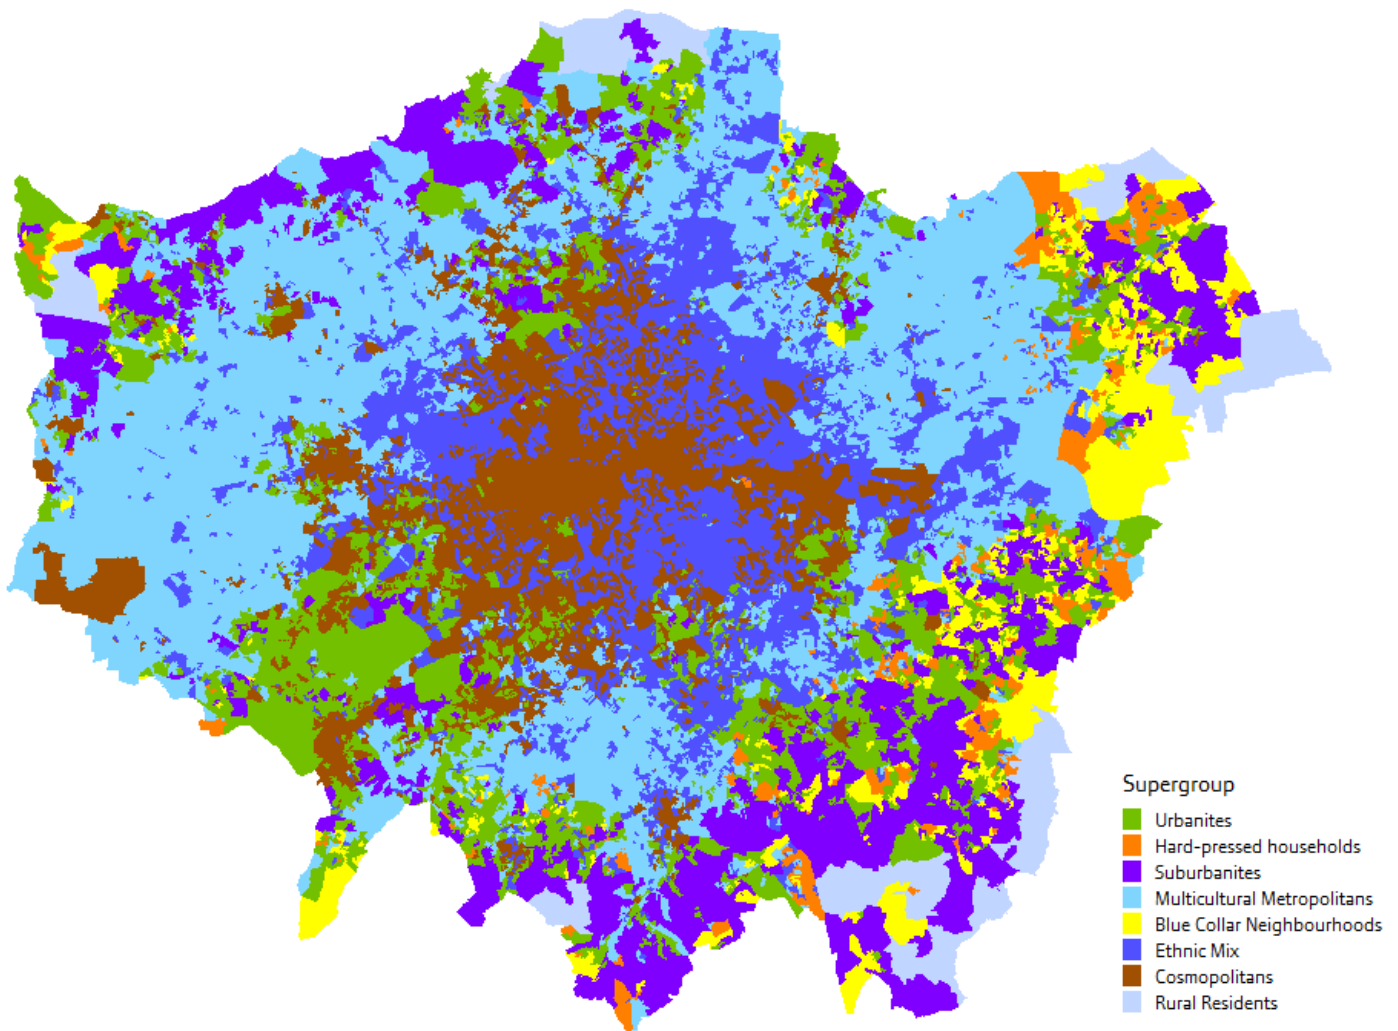 Supergroup
Urbanites
Hard-pressed households
Suburbanites
Multicultural Metropolitans
Blue Collar Neighbourhoods
Ethnic Mix
Cosmopolitans
Rural Residents